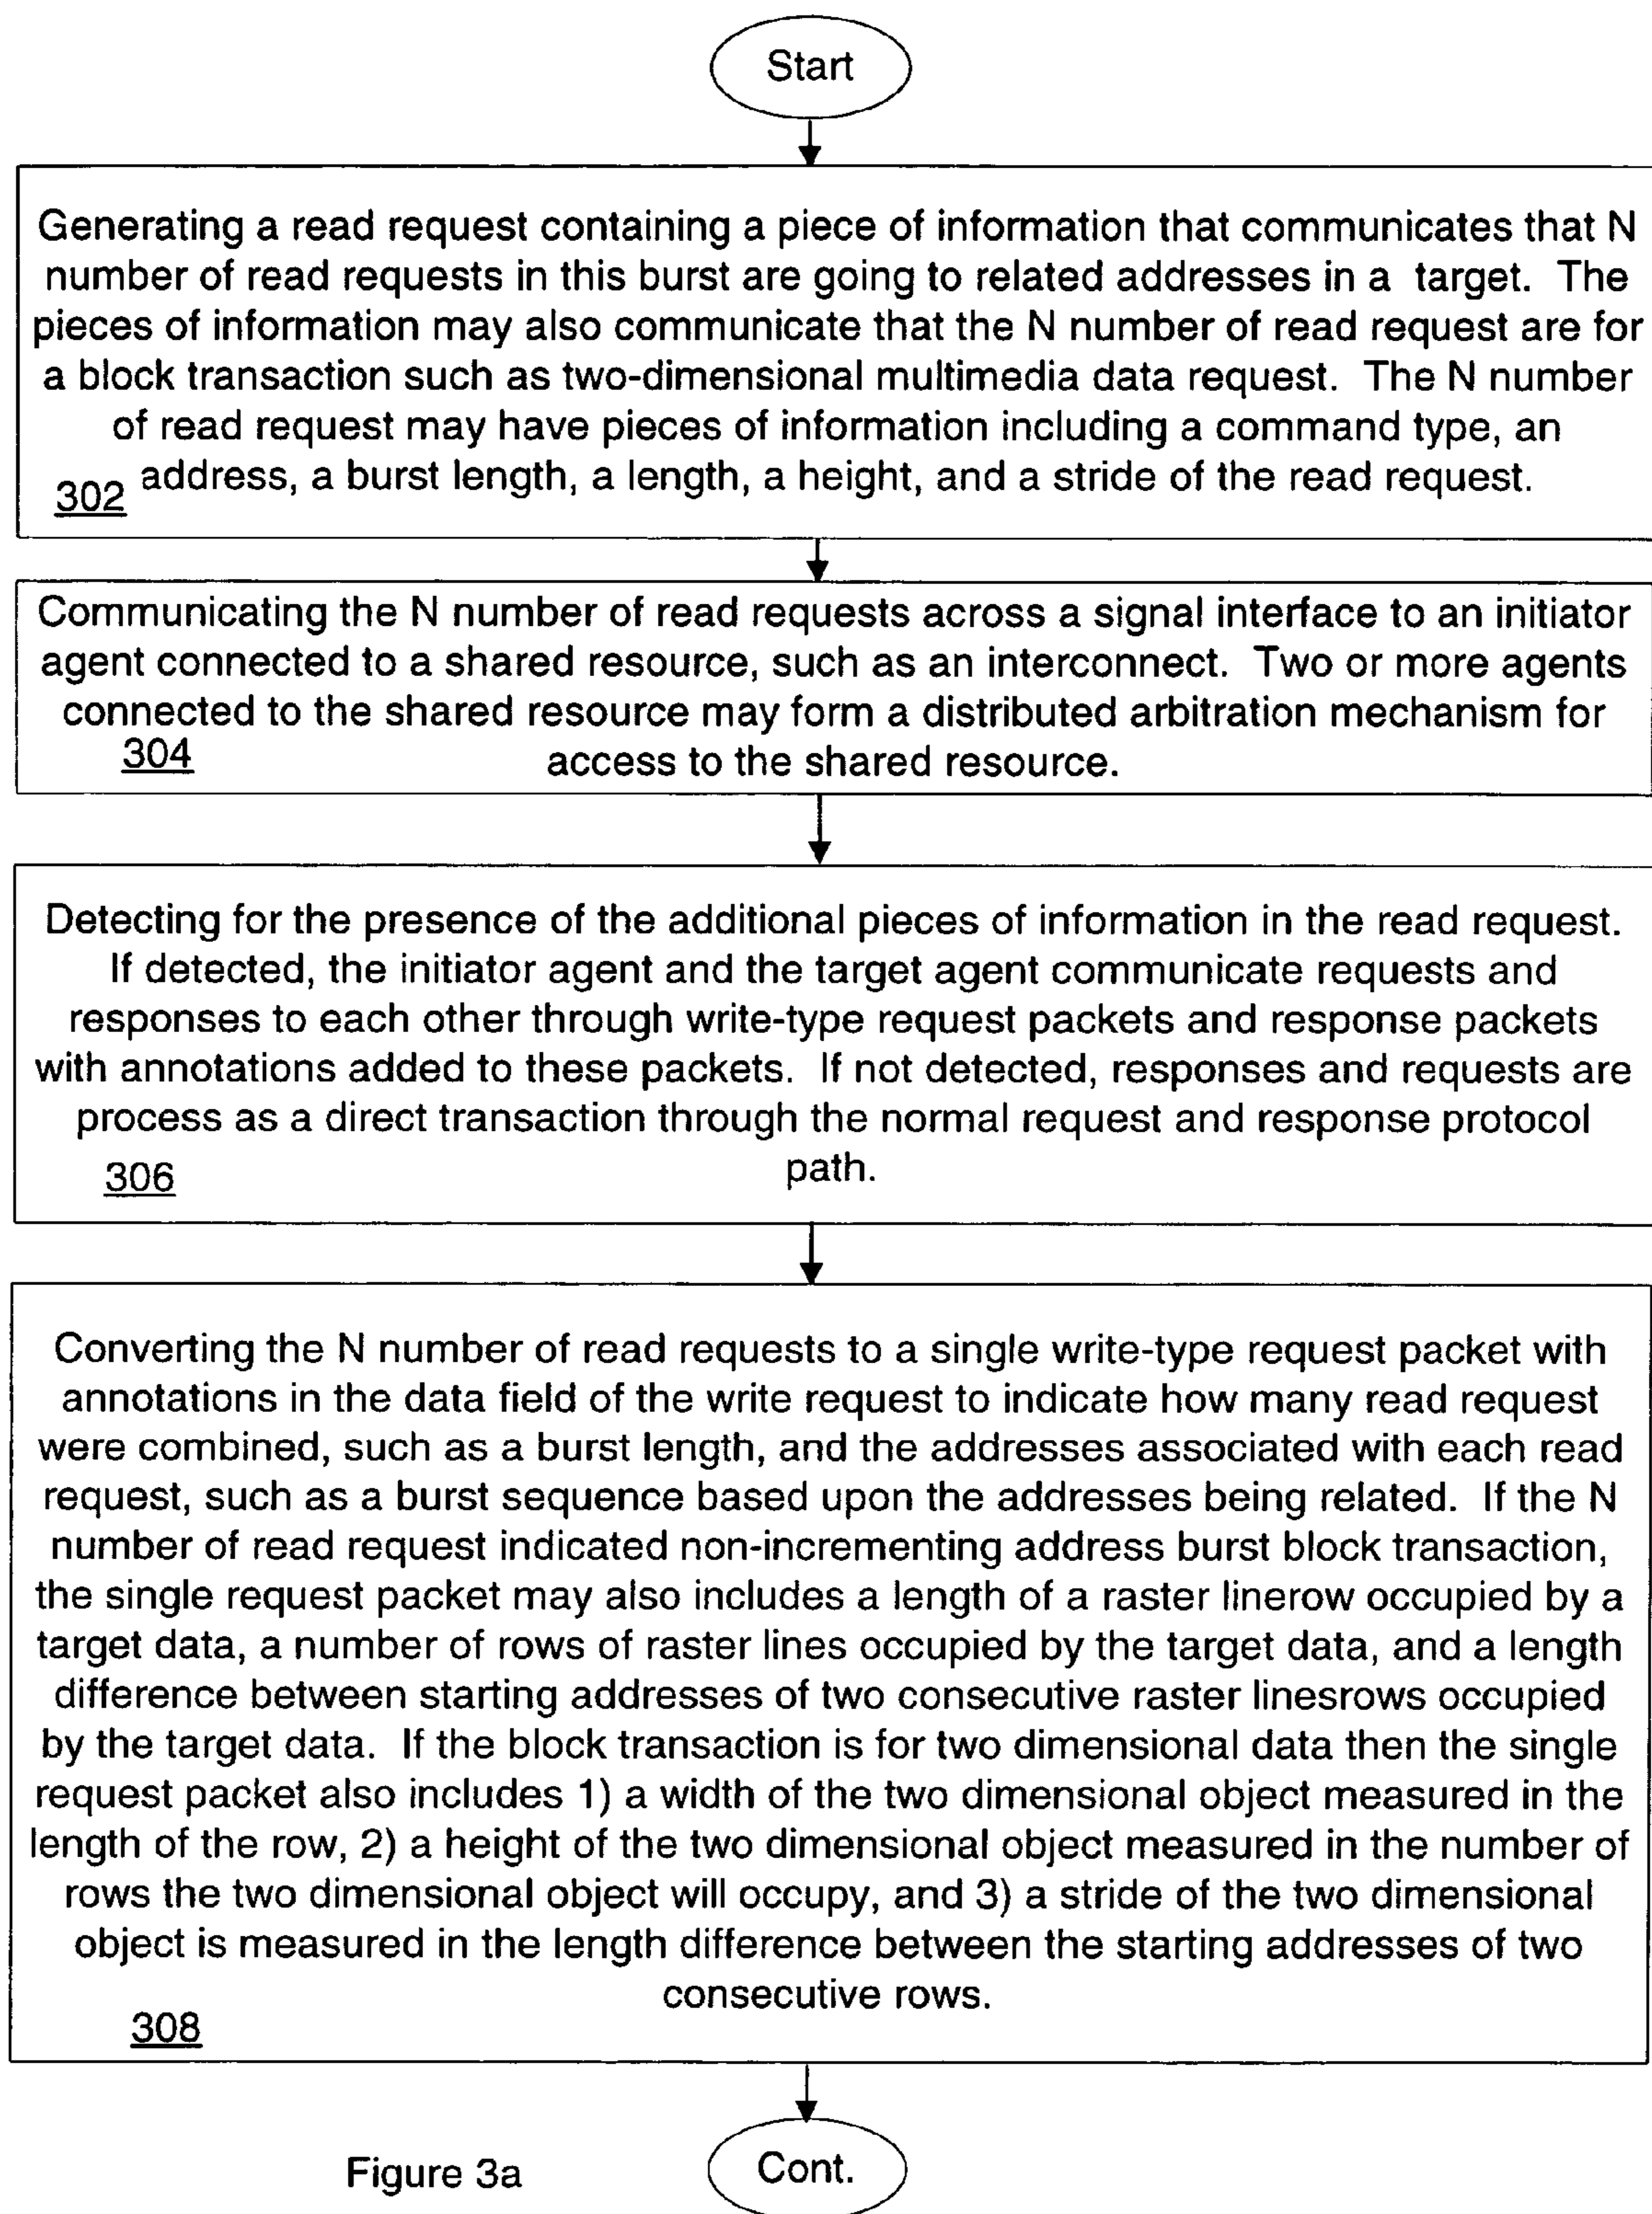 Start
Generating a read request containing a piece of information that communicates that N
number of read requests in this burst are going to related addresses in a target. The
pieces of information may also communicate that the N number of read request are for
a block transaction such as two-dimensional multimedia data request. The N number
of read request may have pieces of information including a command type, an
302 address, a burst length, a length, a height, and a stride of the read request.
Communicating the N number of read requests across a signal interface to an initiator
agent connected to a shared resource, such as an interconnect. Two or more agents
connected to the shared resource may form a distributed arbitration mechanism for
304 access to the shared resource.
Detecting for the presence of the additional pieces of information in the read request.
If detected, the initiator agent and the target agent communicate requests and
responses to each other through write-type request packets and response packets
with annotations added to these packets. If not detected, responses and requests are
process as a direct transaction through the normal request and response protocol
306 path.
Converting the N number of read requests to a single write-type request packet with
annotations in the data field of the write request to indicate how many read request
were combined, such as a burst length, and the addresses associated with each read
request, such as a burst sequence based upon the addresses being related. If the N
number of read request indicated non-incrementing address burst block transaction,
the single request packet may also includes a length of a raster linerow occupied by a
target data, a number of rows of raster lines occupied by the target data, and a length
difference between starting addresses of two consecutive raster linesrows occupied
by the target data. If the block transaction is for two dimensional data then the single
request packet also includes 1) a width of the two dimensional object measured in the
length of the row, 2) a height of the two dimensional object measured in the number of
rows the two dimensional object will occupy, and 3) a stride of the two dimensional
object is measured in the length difference between the starting addresses of two
consecutive rows.
308
Figure 3a
Cont.